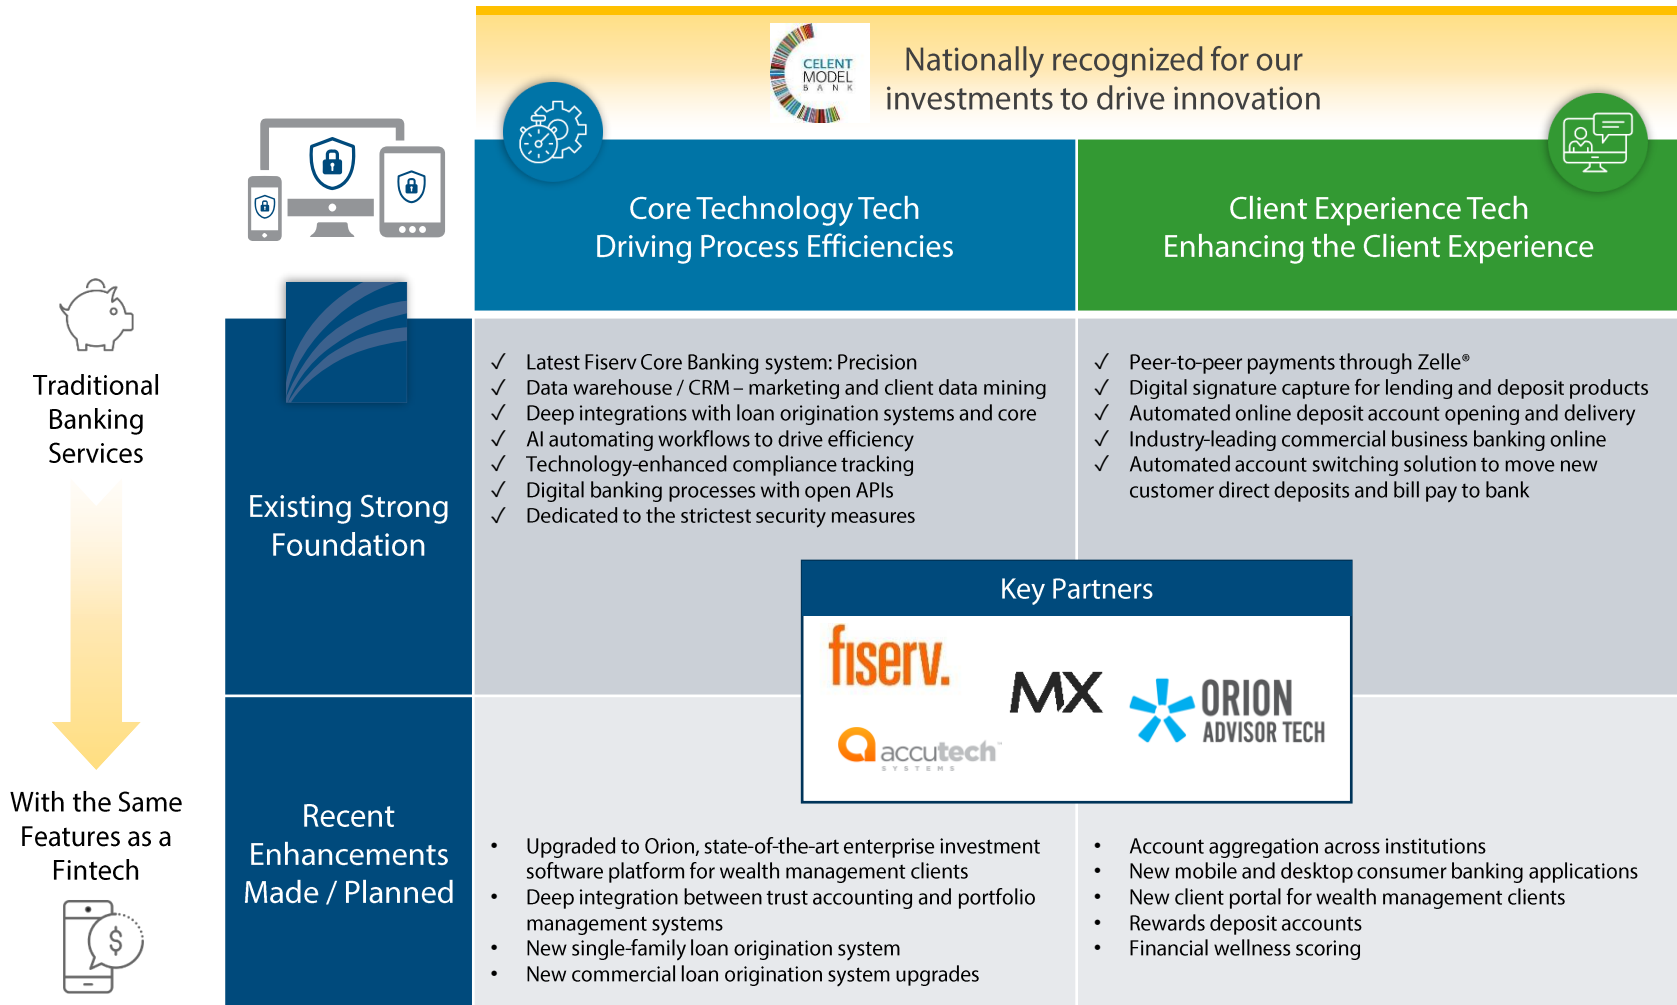 CELENT
MODEL
BANK
Nationally recognized for our
investments to drive innovation
Core Technology Tech
Driving Process Efficiencies
Client Experience Tech
Enhancing the Client Experience
Traditional
Banking
Services
With the Same
Features as a
Fintech
$
Existing Strong
Foundation
✓ Latest Fiserv Core Banking system: Precision
✓ Data warehouse / CRM – marketing and client data mining
✓ Deep integrations with loan origination systems and core
✓ AI automating workflows to drive efficiency
✓ Technology-enhanced compliance tracking
✓ Digital banking processes with open APIs
✓ Dedicated to the strictest security measures
✓ Peer-to-peer payments through Zelle®
✓ Digital signature capture for lending and deposit products
✓ Automated online deposit account opening and delivery
✓ Industry-leading commercial business banking online
✓ Automated account switching solution to move new
customer direct deposits and bill pay to bank
Key Partners
fiserv.
MX
ORION
ADVISOR TECH
accutech™
SYSTEMS
Recent
Enhancements
Made / Planned
• Upgraded to Orion, state-of-the-art enterprise investment
software platform for wealth management clients
• Deep integration between trust accounting and portfolio
management systems
• New single-family loan origination system
• New commercial loan origination system upgrades
• Account aggregation across institutions
• New mobile and desktop consumer banking applications
• New client portal for wealth management clients
• Rewards deposit accounts
• Financial wellness scoring